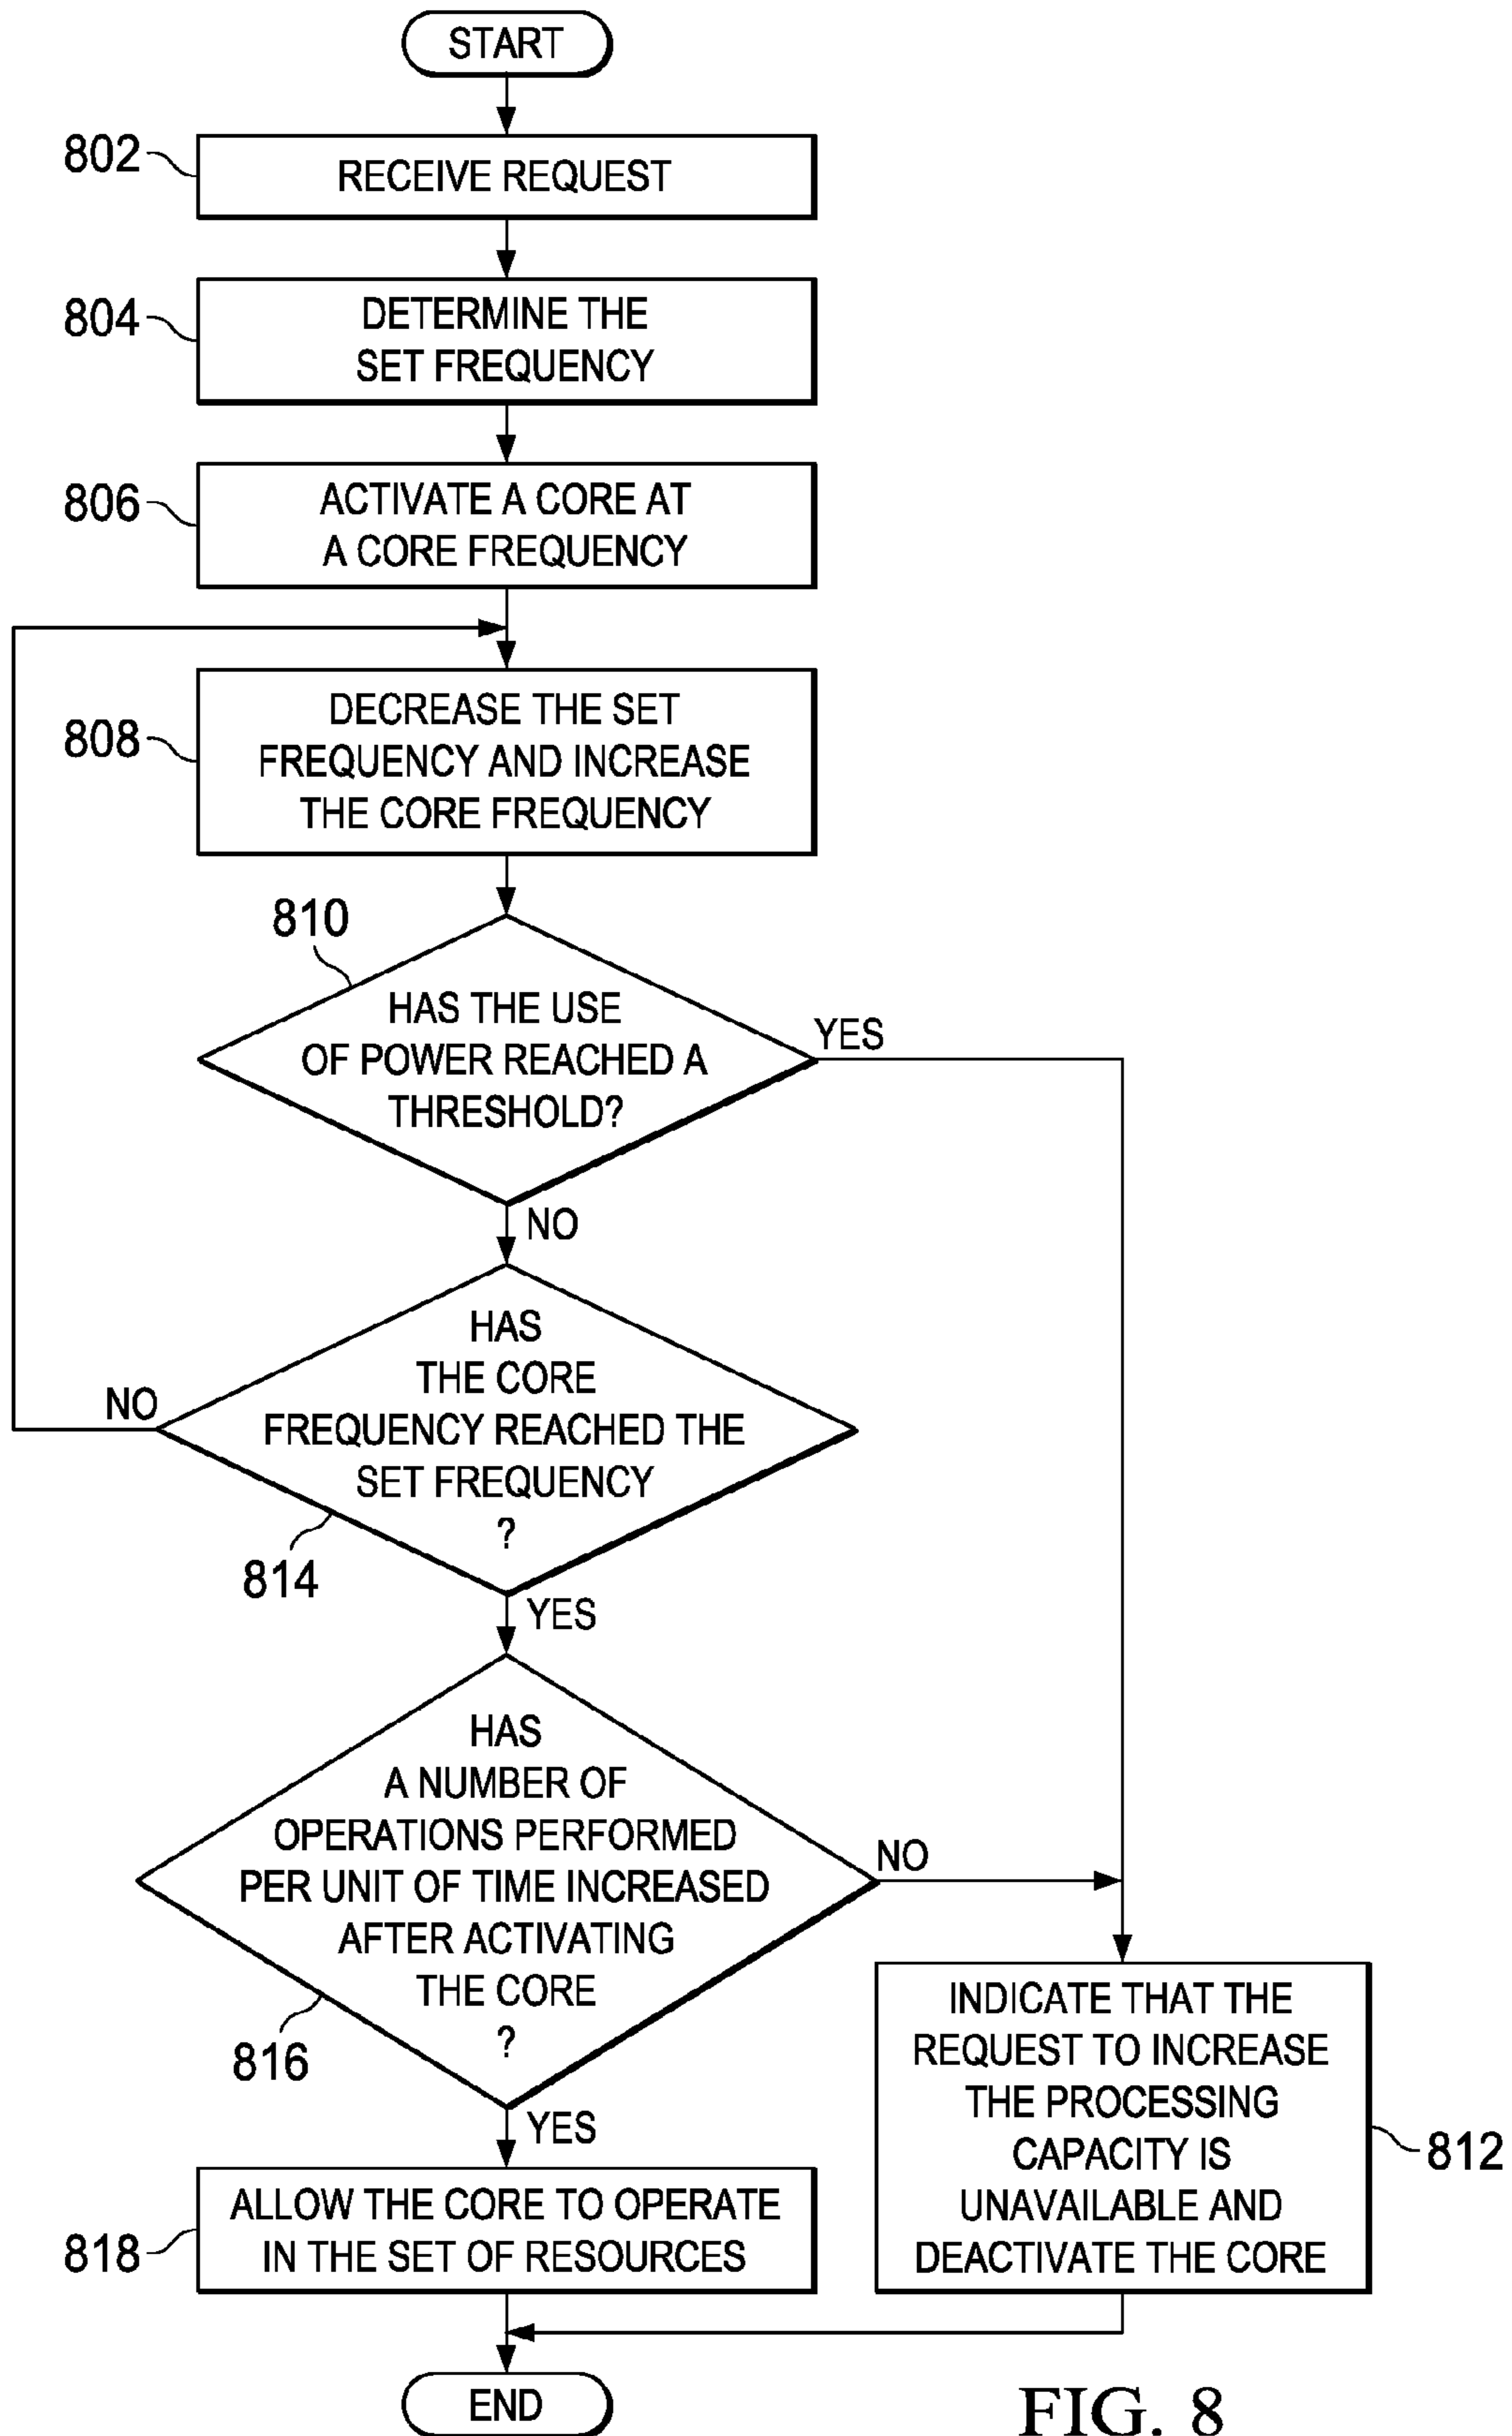 START
802
RECEIVE REQUEST
804
DETERMINE THE
SET FREQUENCY
806
ACTIVATE A CORE AT
A CORE FREQUENCY
808
DECREASE THE SET
FREQUENCY AND INCREASE
THE CORE FREQUENCY
810
HAS THE USE
OF POWER REACHED A
THRESHOLD?
YES
NO
HAS
THE CORE
FREQUENCY REACHED THE
SET FREQUENCY
?
NO
814
YES
HAS
A NUMBER OF
OPERATIONS PERFORMED
PER UNIT OF TIME INCREASED
AFTER ACTIVATING
THE CORE
?
NO
816
YES
INDICATE THAT THE
REQUEST TO INCREASE
THE PROCESSING
CAPACITY IS
UNAVAILABLE AND
DEACTIVATE THE CORE
812
818
ALLOW THE CORE TO OPERATE
IN THE SET OF RESOURCES
END
FIG. 8